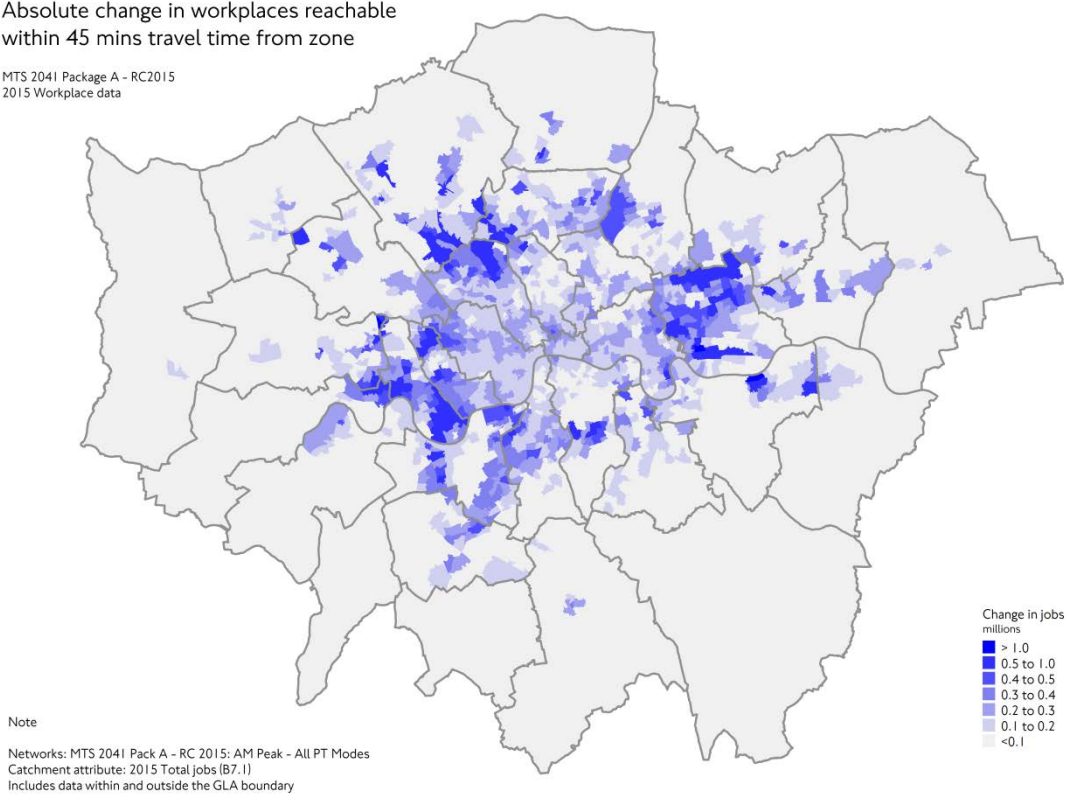 Absolute change in workplaces reachable
within 45 mins travel time from zone
MTS 2041 Package A - RC2015
2015 Workplace data
Change in jobs
millions
> 1.0
0.5 to 1.0
0.4 to 0.5
0.3 to 0.4
0.2 to 0.3
0.1 to 0.2
<0.1
Note
Networks: MTS 2041 Pack A - RC 2015: AM Peak - All PT Modes
Catchment attribute: 2015 Total jobs (B7.1)
Includes data within and outside the GLA boundary